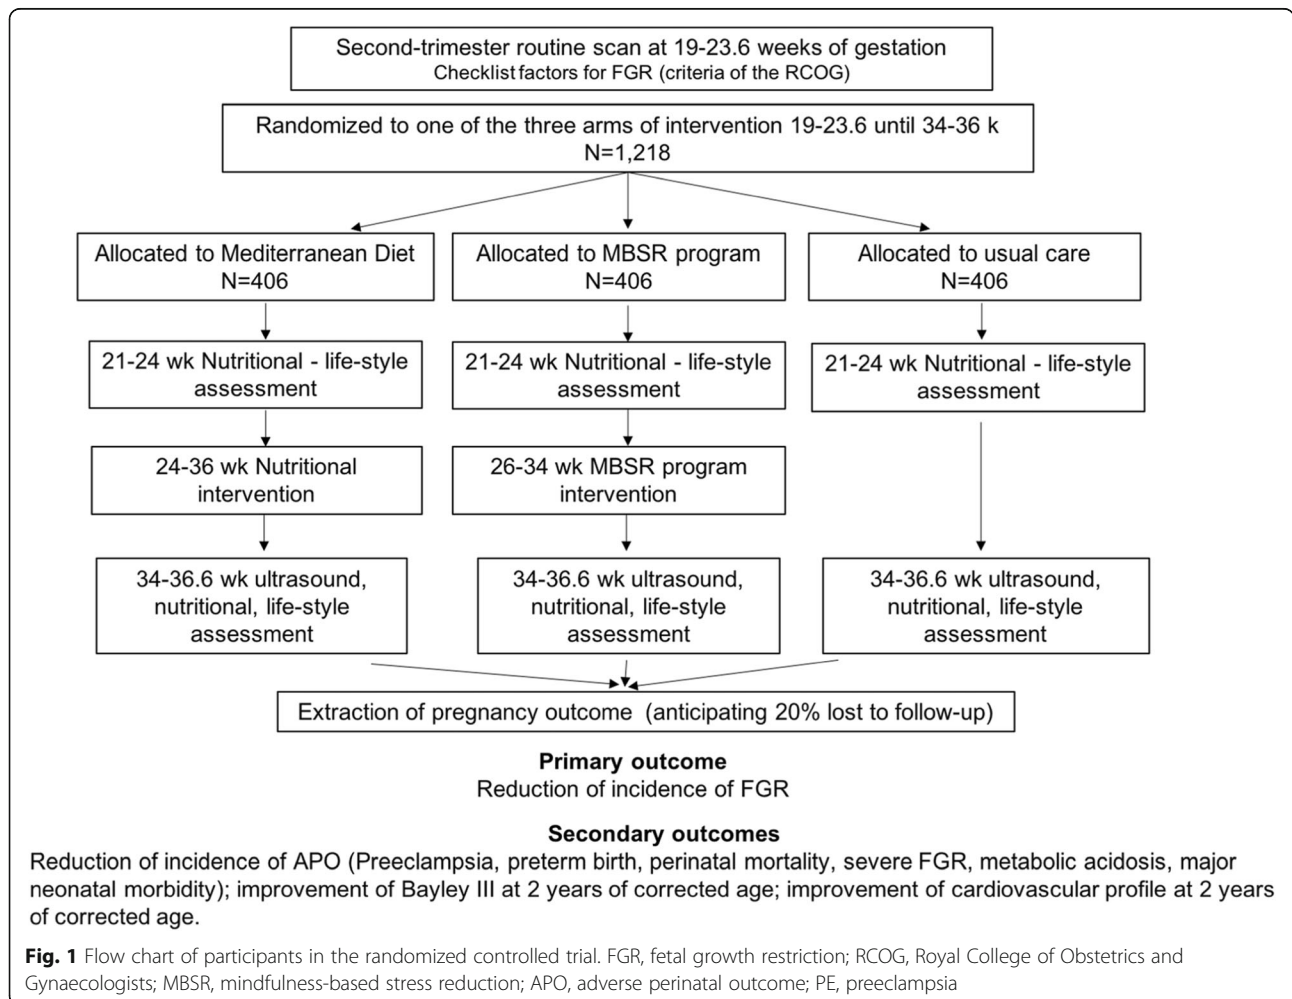 Second-trimester routine scan at 19-23.6 weeks of gestation
Checklist factors for FGR (criteria of the RCOG)
Randomized to one of the three arms of intervention 19-23.6 until 34-36 k
N=1,218
Allocated to Mediterranean Diet
N=406
Allocated to MBSR program
N=406
Allocated to usual care
N=406
21-24 wk Nutritional - life-style
assessment
21-24 wk Nutritional - life-style
assessment
21-24 wk Nutritional - life-style
assessment
24-36 wk Nutritional
intervention
26-34 wk MBSR program
intervention
34-36.6 wk ultrasound,
nutritional, life-style
assessment
34-36.6 wk ultrasound,
nutritional, life-style
assessment
34-36.6 wk ultrasound,
nutritional, life-style
assessment
Extraction of pregnancy outcome (anticipating 20% lost to follow-up)
Primary outcome
Reduction of incidence of FGR
Secondary outcomes
Reduction of incidence of APO (Preeclampsia, preterm birth, perinatal mortality, severe FGR, metabolic acidosis, major
neonatal morbidity); improvement of Bayley III at 2 years of corrected age; improvement of cardiovascular profile at 2 years
of corrected age.
Fig. 1 Flow chart of participants in the randomized controlled trial. FGR, fetal growth restriction; RCOG, Royal College of Obstetrics and
Gynaecologists; MBSR, mindfulness-based stress reduction; APO, adverse perinatal outcome; PE, preeclampsia